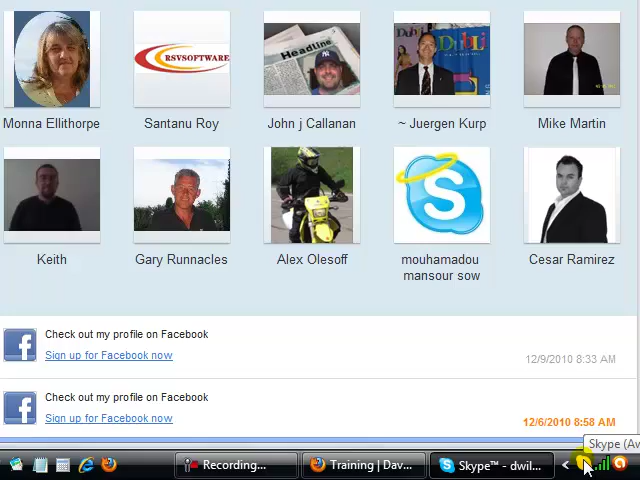 RSVSOFTWARE
Headline
Dub
DUBLi
Monna Ellithorpe
Santanu Roy
John j Callanan
~ Juergen Kurp
Mike Martin
Keith
Gary Runnacles
Alex Olesoff
mouhamadou
mansour sow
Cesar Ramirez
Check out my profile on Facebook
Sign up for Facebook now
12/9/2010 8:33 AM
Check out my profile on Facebook
Sign up for Facebook now
12/6/2010 8:58 AM
Skype (Av
Recording...
Training | Dav...
Skype™ - dwil...